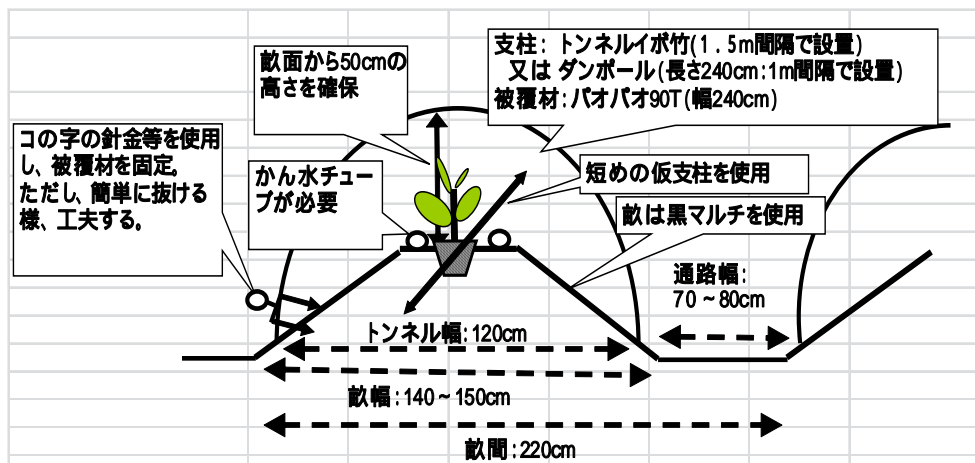 支柱: トンネルイボ竹(1.5m間隔で設置)
又は ダンポール(長さ240cm:1m間隔で設置)
被覆材:パオパオ90T(幅240cm)
畝面から50cmの
高さを確保
コの字の針金等を使用
し、被覆材を固定。
ただし、簡単に抜ける
様、工夫する。
かん水チュー
ブが必要
短めの仮支柱を使用
畝は黒マルチを使用
通路幅:
70~80cm
トンネル幅:120cm
畝幅:140~150cm
畝間:220cm